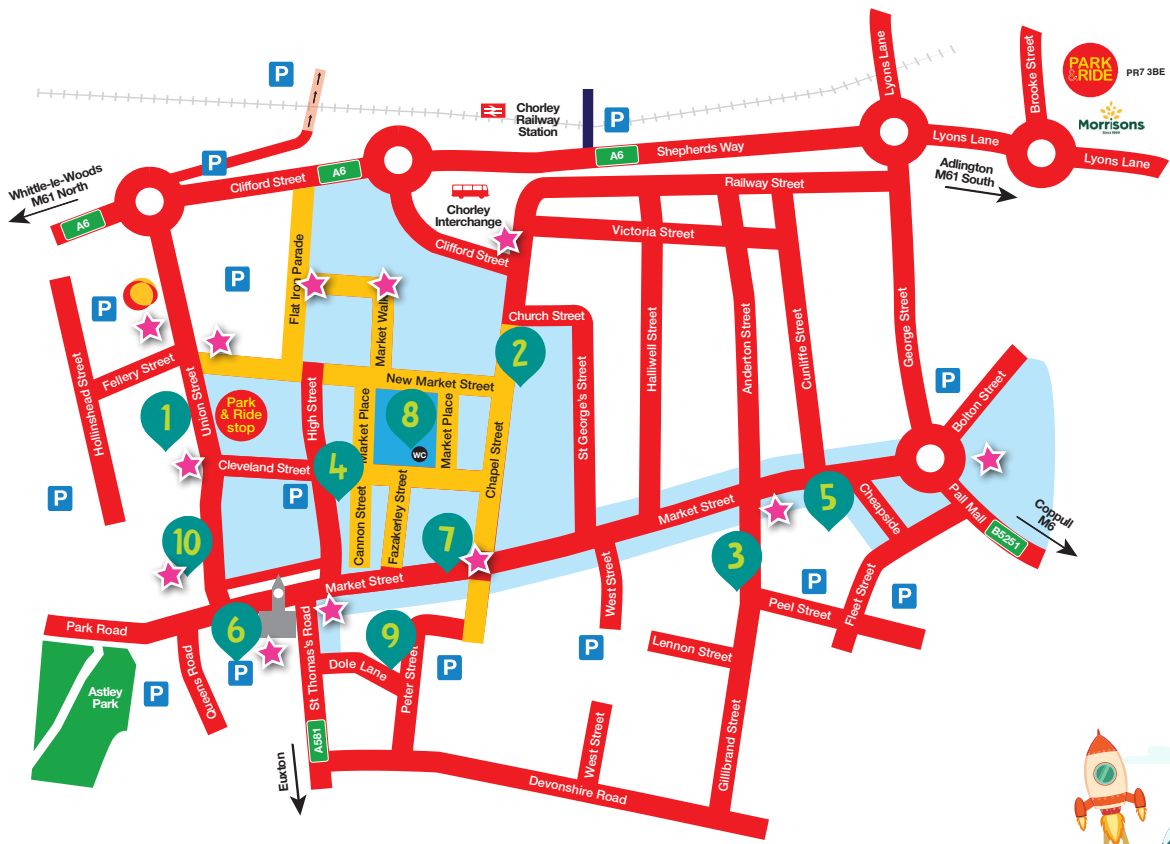 P
Lyons Lane
Brooke Street
PARK
&RIDE
PR7 3BE
Morrisons
Since 1899
Chorley
Railway
Station
P
P
A6
Shepherds Way
Lyons Lane
Lyons Lane
Adlington
M61 South
Whittle-le-Woods
M61 North
A6
Clifford Street
A6
Chorley
Interchange
Clifford Street
Railway Street
Victoria Street
P
P
Flat Iron Parade
Market Walk
Church Street
2
Hollinshead Street
Fellery Street
Union Street
1
Park
& Ride
stop
High Street
New Market Street
Market Place
8
WC
Market Place
Chapel Street
St George's Street
Halliwell Street
Anderton Street
Cunliffe Street
George Street
P
Bolton Street
Cleveland Street
P
4
P
Cannon Street
Fazakerley Street
7
Market Street
Market Street
5
Cheapside
Pall Mall
B5251
Coppull
M6
10
3
P
P
Peel Street
Fleet Street
West Street
Park Road
6
P
Queens Road
P
Astley
Park
St Thomas's Road
Dole Lane
9
Peter Street
P
P
Lennon Street
A581
Euxton
West Street
Gillibrand Street
Devonshire Road